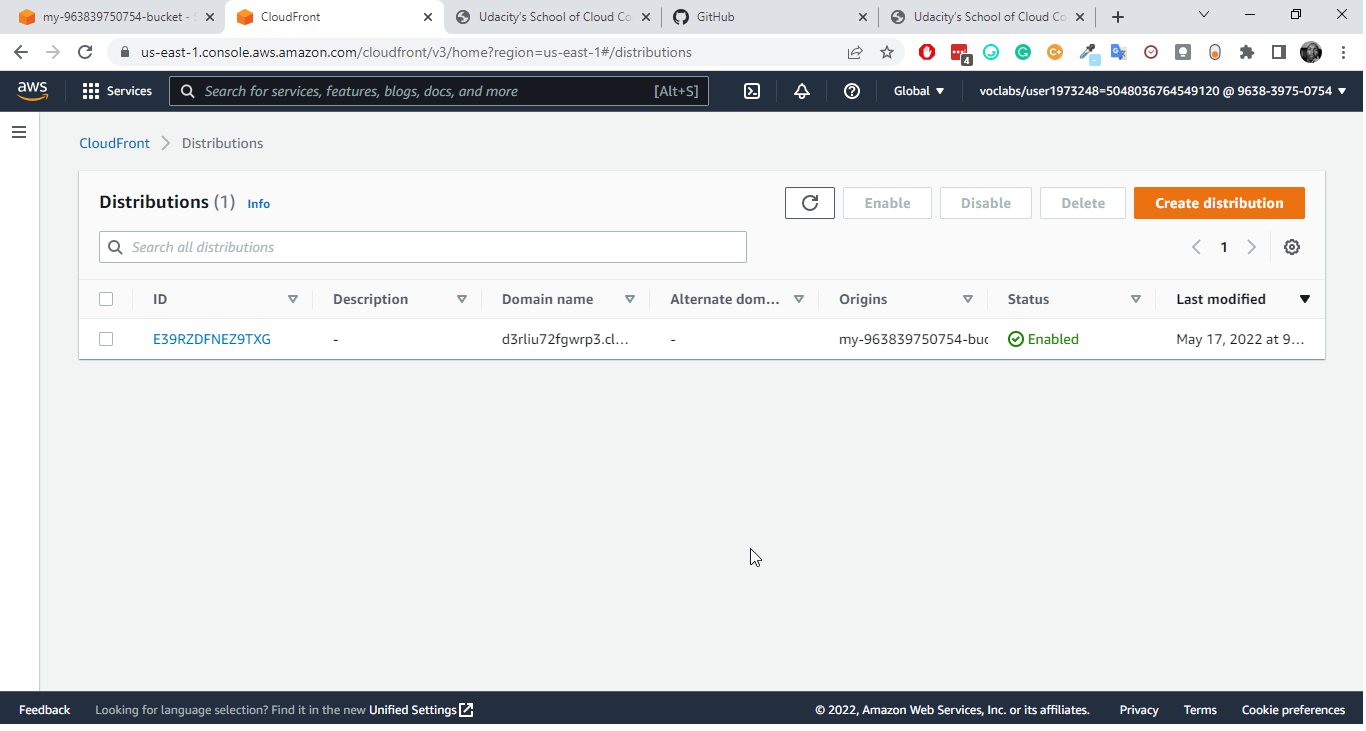 my-963839750754-bucket - S
CloudFront
Udacity's School of Cloud Co
GitHub
Udacity's School of Cloud Co
us-east-1.console.aws.amazon.com/cloudfront/v3/home?region=us-east-1#/distributions
4
aws
Services
Search for services, features, blogs, docs, and more
[Alt+S]
Global
voclabs/user1973248=5048036764549120 @ 9638-3975-0754
CloudFront
Distributions
Distributions (1)
Info
Enable
Disable
Delete
Create distribution
Search all distributions
1
ID
Description
Domain name
Alternate dom...
Origins
Status
Last modified
E39RZDFNEZ9TXG
-
d3rliu72fgwrp3.cl...
-
my-963839750754-buc
Enabled
May 17, 2022 at 9...
Feedback
Looking for language selection? Find it in the new Unified Settings
© 2022, Amazon Web Services, Inc. or its affiliates.
Privacy
Terms
Cookie preferences